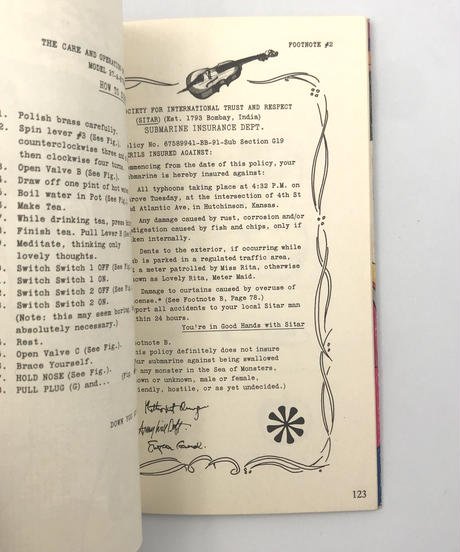 THE CARE AND OPERATION
MODEL
HOW TO
Polish brass carefully.
2. Spin lever #3 (See Fig.).
counterclockwise three and
then clockwise four turns.
3. Open Valve B (See Fig.).
Draw off one pint of hot
Boil water in Pot (See Fig.)
Make Tea.
While drinking tea, press
Finish tea. Pull Lever
Meditate, thinking only
lovely thoughts.
Switch Switch 1 OFF (See
Switch Switch 1 ON.
Switch Switch 2 OFF
Switch Switch 2 ON.
(Note: this may seem
absolutely necessary.)
Rest.
Open Valve C (See Fig.).
Brace Yourself.
HOLD NOSE (See Fig.).
PULL PLUG (G) and...
DOWN
FOOTNOTE #2
SOCIETY FOR INTERNATIONAL TRUST AND RESPECT
(SITAR) (Est. 1793 Bombay, India)
SUBMARINE INSURANCE DEPT.
Policy No. 67589941-BB-91-Sub Section G19
PERILS INSURED AGAINST:
Commencing from the date of this policy, your
submarine is hereby insured against:
All typhoons taking place at 4:32 P.M. on
Tuesday, at the intersection of 4th St
and Atlantic Ave, in Hutchinson, Kansas.
Any damage caused by rust, corrosion and/or
indigestion caused by fish and chips, only if
taken internally.
Dents to the exterior, if occurring while
sub is parked in a regulated traffic area,
at a meter patrolled by Miss Rita, otherwise
known as Lovely Rita, Meter Maid.
Damage to curtains caused by overuse of
incense.* (See Footnote B, Page 78.)
Report all accidents to your local Sitar man
within 24 hours.
You're in Good Hands with Sitar
Footnote B.
This policy definitely does not insure
your submarine against being swallowed
by any monster in the Sea of Monsters.
known or unknown, male or female,
friendly, hostile, or as yet undecided.)
123